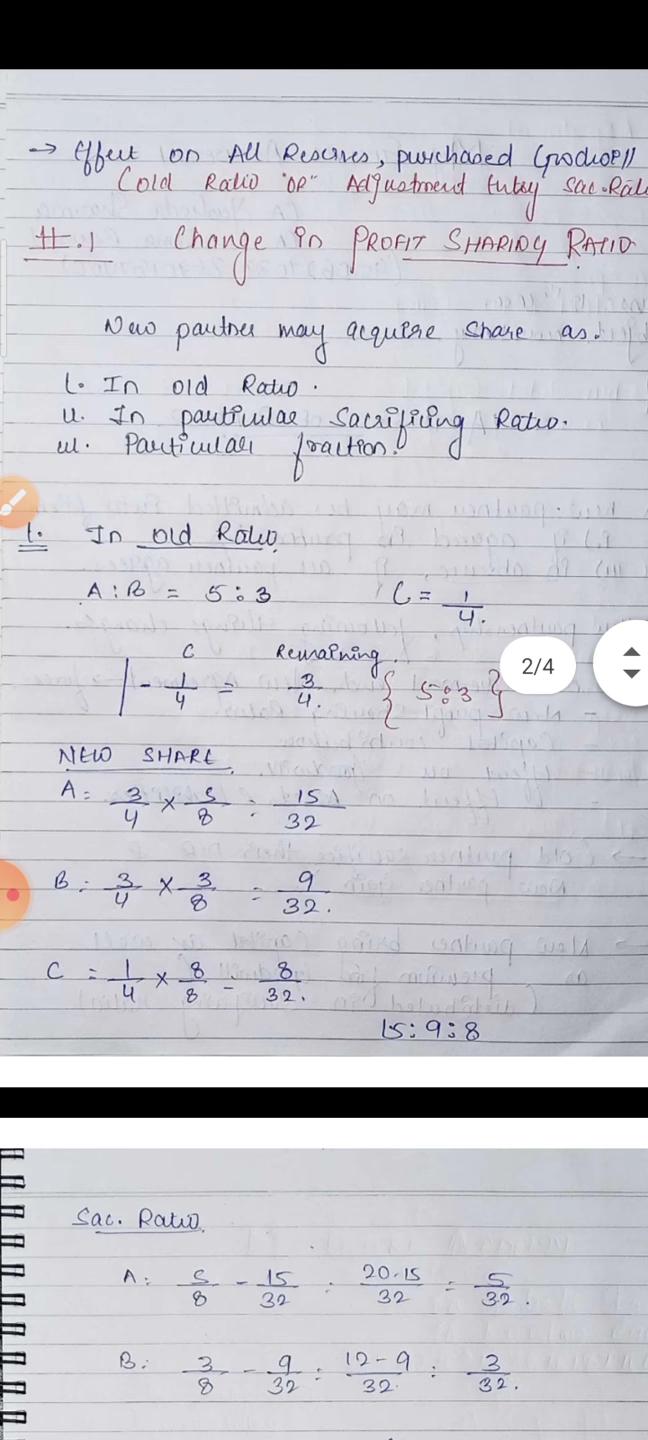 → Effect on All Reserves, purchased Goodwill
(old Ratio "OR" Adjustment Entry Sac. Rat
#.1 Change in PROFIT SHARING RATIO
New partner may acquire share as.
i. In old Ratio.
ii. In particular Sacrificing Ratio.
iii. Particular fraction.
1. In old Ratio.
A : B = 5 : 3 C = 1/4.
C Remaining.
1 - 1/4 = 3/4. { 5:3 }
2/4
NEW SHARE.
A = 3/4 × 5/8 = 15/32
B = 3/4 × 3/8 = 9/32.
C = 1/4 × 8/8 = 8/32.
15 : 9 : 8
Sac. Ratio
A: 5/8 - 15/32 = 20-15/32 = 5/32.
B: 3/8 - 9/32 = 12-9/32 = 3/32.